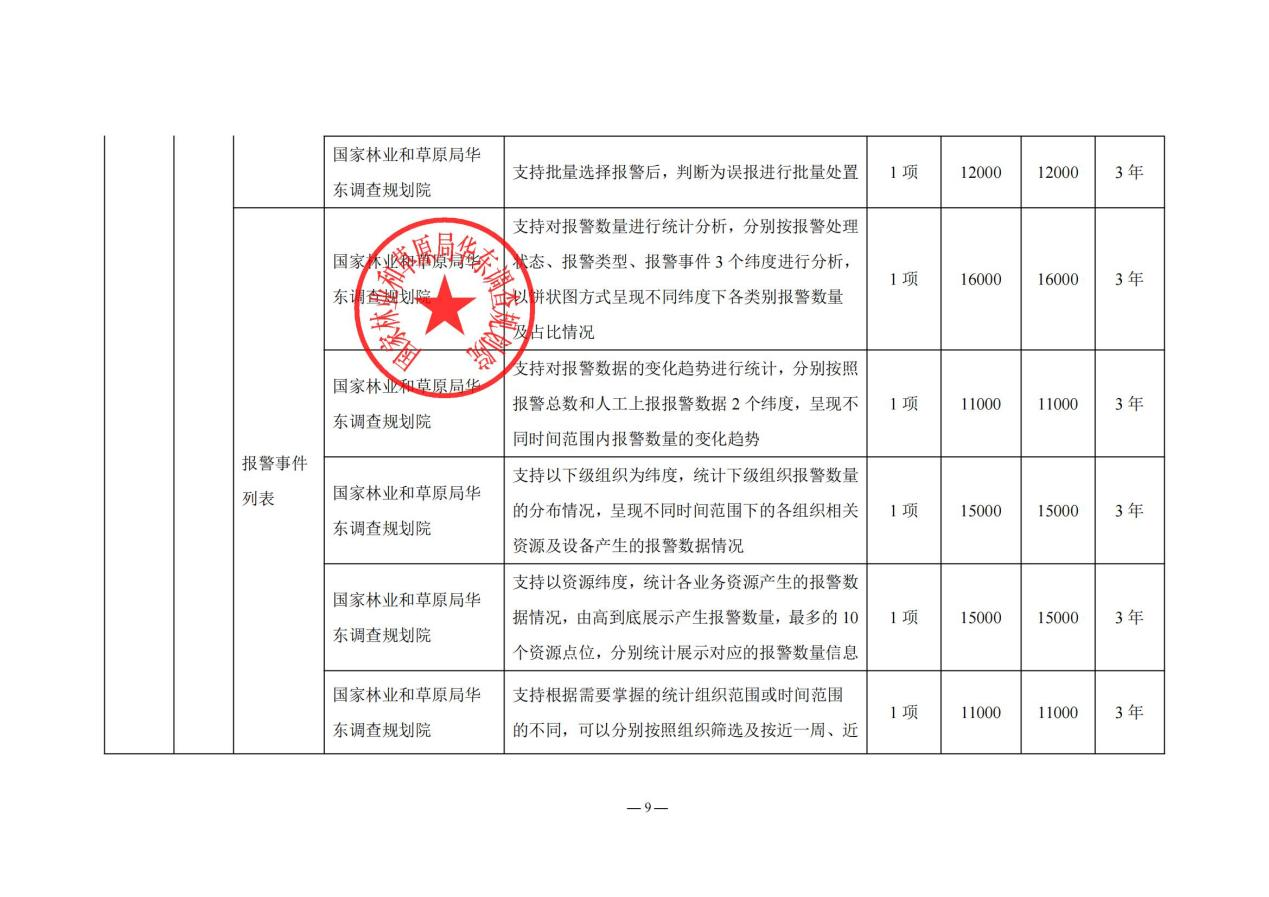 国家林业和草原局华
东调查规划院
支持批量选择报警后，判断为误报进行批量处置
1 项
12000
12000
3 年
报警事件
列表
国家林业和草原局华
东调查规划院
支持对报警数量进行统计分析，分别按报警处理
状态、报警类型、报警事件 3 个纬度进行分析，
以饼状图方式呈现不同纬度下各类别报警数量
及占比情况
1 项
16000
16000
3 年
国家林业和草原局华东调查规划院
国家林业和草原局华
东调查规划院
支持对报警数据的变化趋势进行统计，分别按照
报警总数和人工上报报警数据 2 个纬度，呈现不
同时间范围内报警数量的变化趋势
1 项
11000
11000
3 年
国家林业和草原局华
东调查规划院
支持以下级组织为纬度，统计下级组织报警数量
的分布情况，呈现不同时间范围下的各组织相关
资源及设备产生的报警数据情况
1 项
15000
15000
3 年
国家林业和草原局华
东调查规划院
支持以资源纬度，统计各业务资源产生的报警数
据情况，由高到底展示产生报警数量，最多的 10
个资源点位，分别统计展示对应的报警数量信息
1 项
15000
15000
3 年
国家林业和草原局华
东调查规划院
支持根据需要掌握的统计组织范围或时间范围
的不同，可以分别按照组织筛选及按近一周、近
1 项
11000
11000
3 年
— 9 —